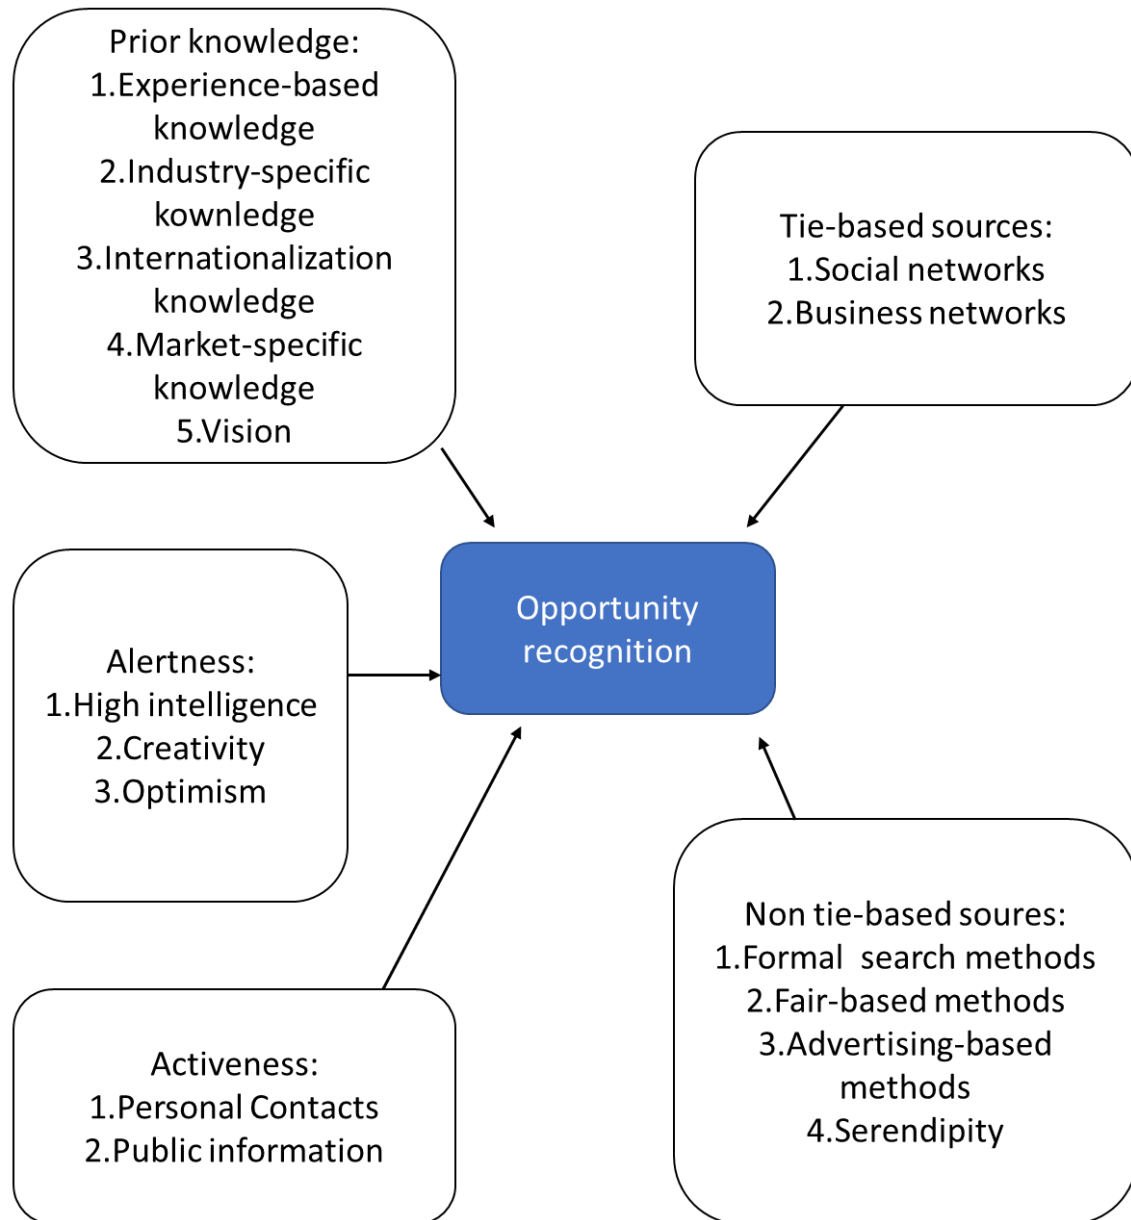 Prior knowledge:
1.Experience-based
knowledge
2.Industry-specific
kownledge
3.Internationalization
knowledge
4.Market-specific
knowledge
5.Vision
Tie-based sources:
1.Social networks
2.Business networks
Opportunity
recognition
Alertness:
1.High intelligence
2.Creativity
3.Optimism
Non tie-based soures:
1.Formal  search methods
2.Fair-based methods
3.Advertising-based
methods
4.Serendipity
Activeness:
1.Personal Contacts
2.Public information